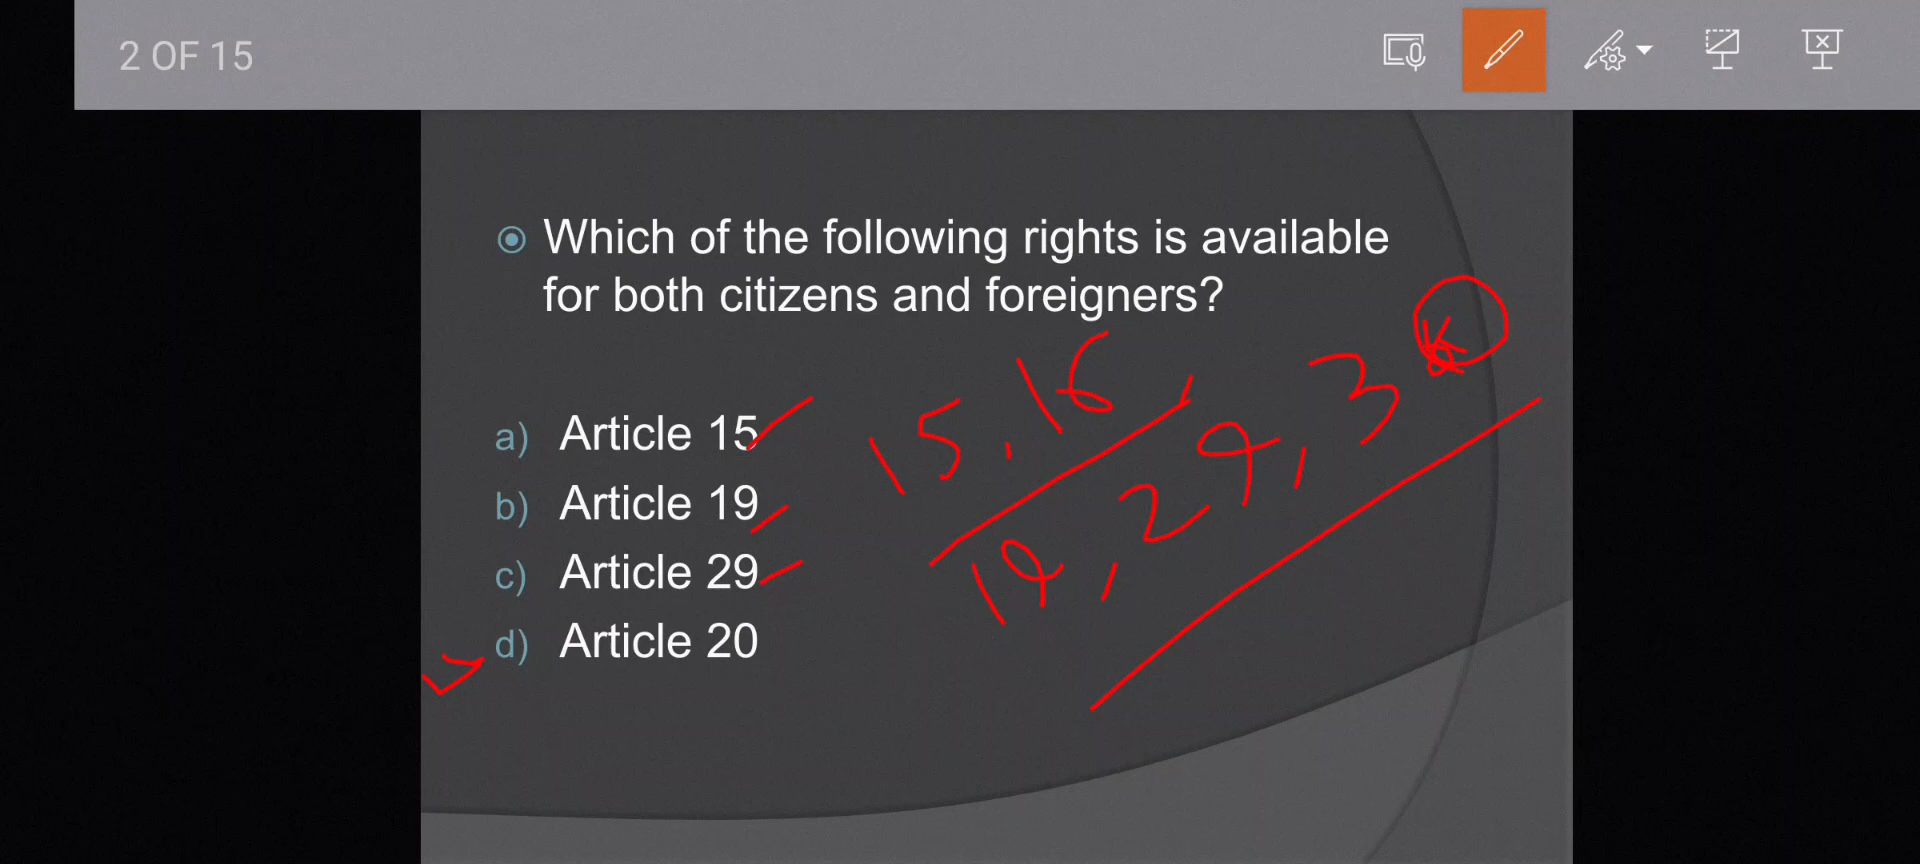 2 OF 15
Which of the following rights is available
for both citizens and foreigners?
a) Article 15
b) Article 19
c) Article 29
d) Article 20
15, 16,
19, 29, 3